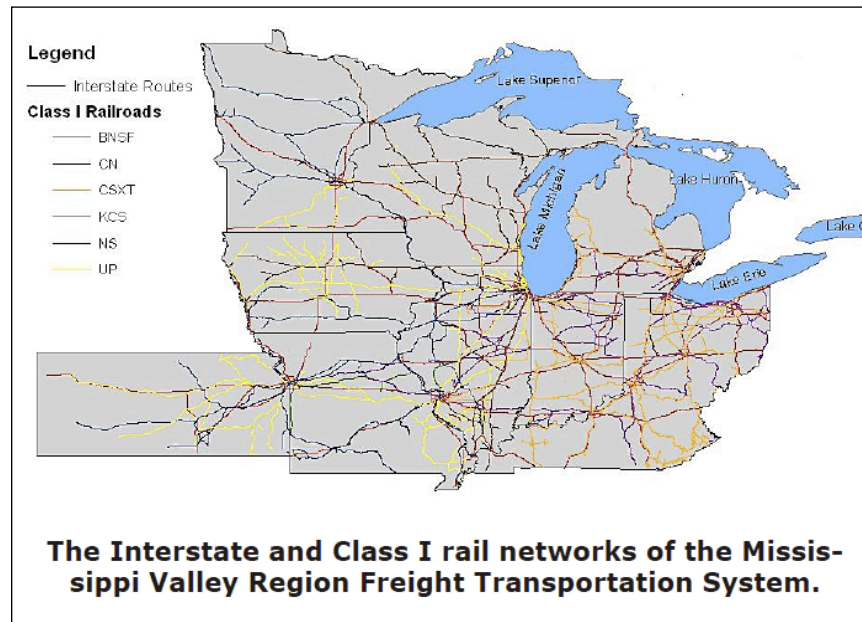 Legend
Interstate Routes
Class I Railroads
BNSF
CN
CSXT
KCS
NS
UP
Lake Superior
Lake Michigan
Lake Huron
Lake
Lake Erie
The Interstate and Class I rail networks of the Missis-
sippi Valley Region Freight Transportation System.